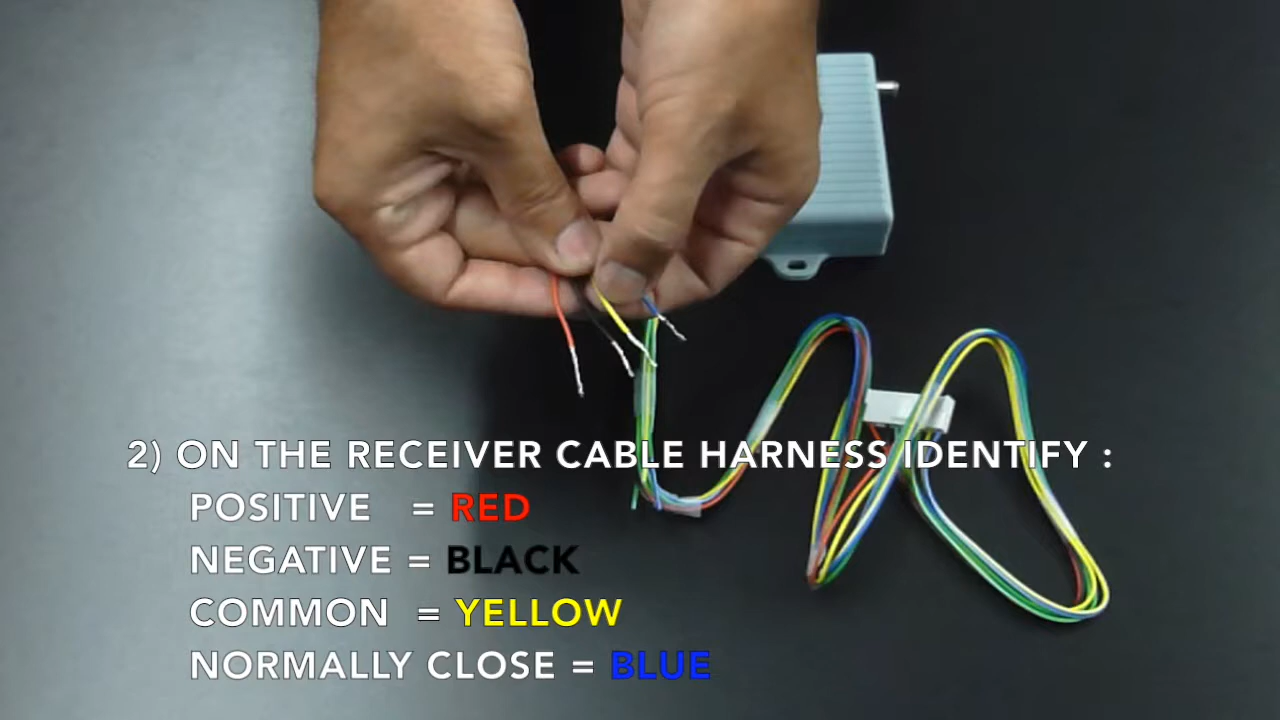 2) ON THE RECEIVER CABLE HARNESS IDENTIFY :
POSITIVE = RED
NEGATIVE = BLACK
COMMON = YELLOW
NORMALLY CLOSE = BLUE